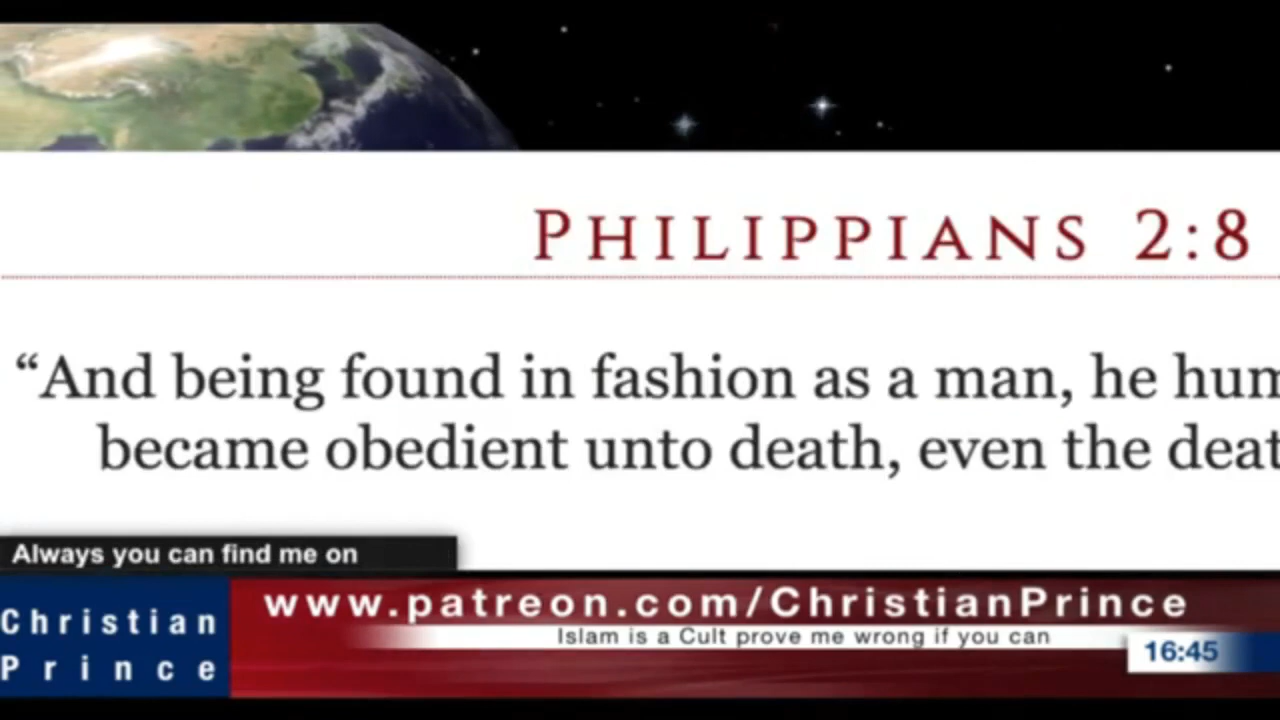 PHILIPPIANS 2:8
“And being found in fashion as a man, he hum
became obedient unto death, even the deat
Always you can find me on
www.patreon.com/ChristianPrince
Islam is a Cult prove me wrong if you can
Christian
Prince
16:45